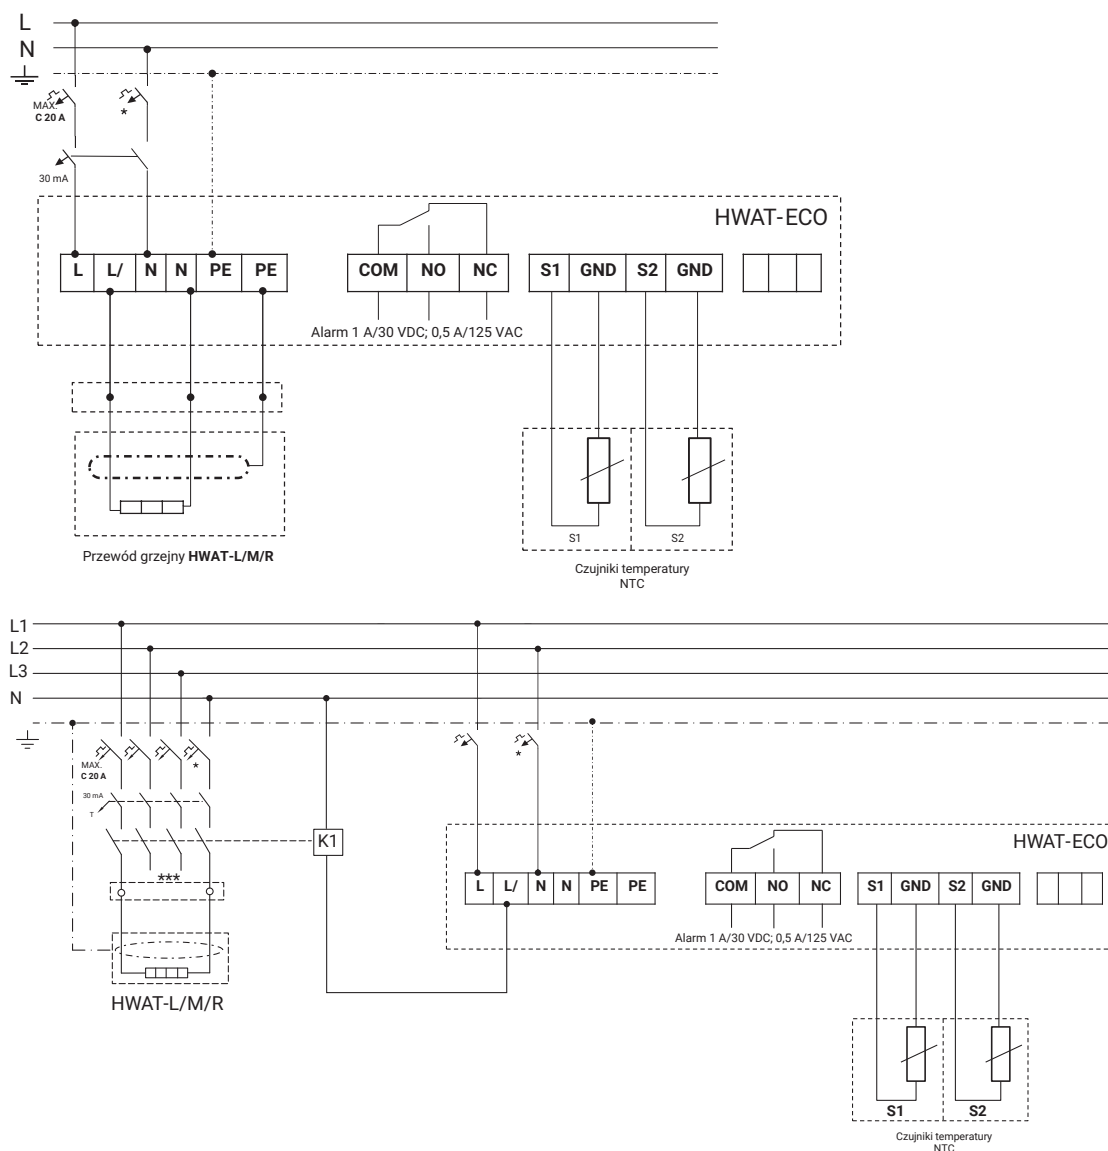 L
N
MAX.
C 20 A
*
30 mA
HWAT-ECO
L L/ N N PE PE
COM NO NC
S1 GND S2 GND
Alarm 1 A/30 VDC; 0,5 A/125 VAC
S1 S2
Przewód grzejny HWAT-L/M/R
Czujniki temperatury
NTC
L1
L2
L3
N
MAX.
C 20 A
*
*
30 mA
T
K1
HWAT-ECO
***
L L/ N N PE PE
COM NO NC
S1 GND S2 GND
Alarm 1 A/30 VDC; 0,5 A/125 VAC
HWAT-L/M/R
S1 S2
Czujniki temperatury
NTC